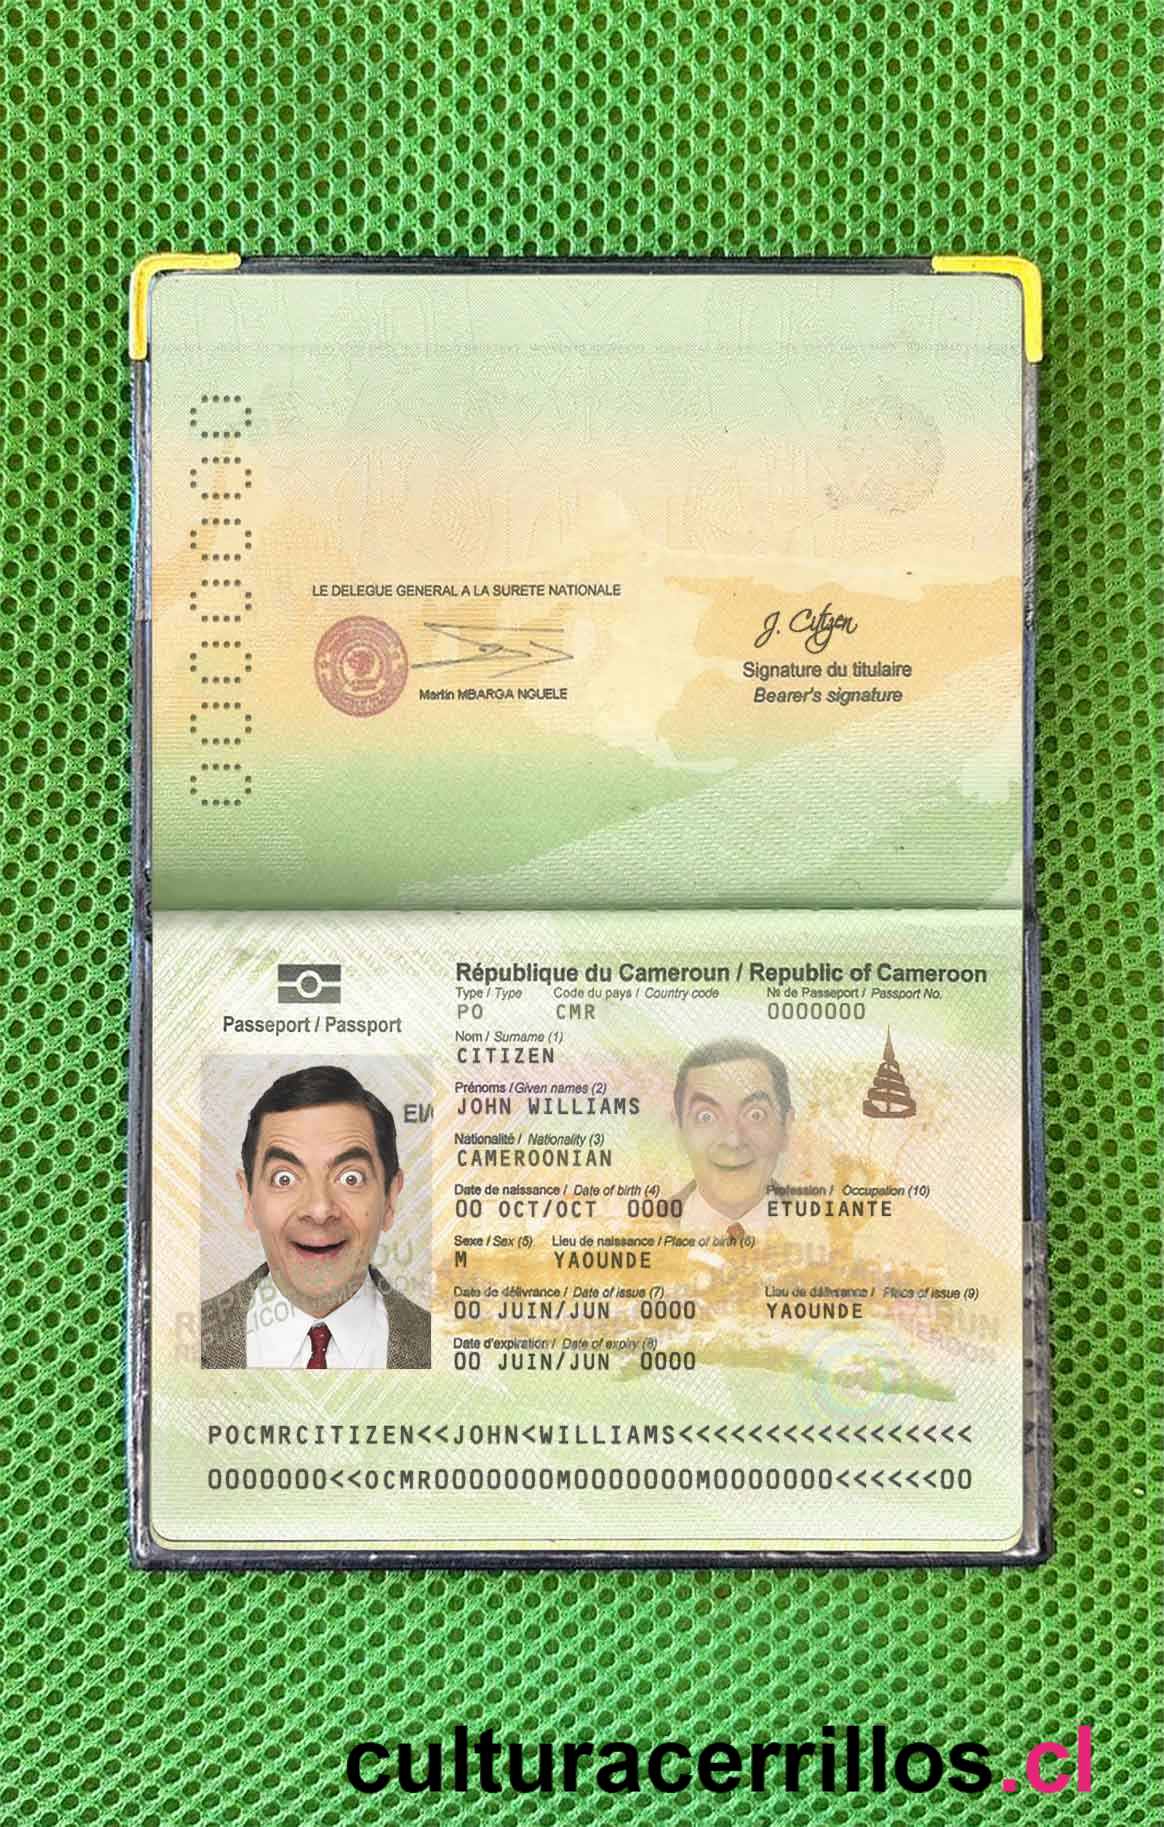 0000000
LE DELEGUE GENERAL A LA SURETE NATIONALE
Martin MBARGA NGUELE
J. Citizen
Signature du titulaire
Bearer's signature
Passeport / Passport
République du Cameroun / Republic of Cameroon
Type / Type Code du pays / Country code № de Passeport / Passport No.
PO CMR 0000000
Nom / Surname (1)
CITIZEN
Prénoms / Given names (2)
JOHN WILLIAMS
Nationalité / Nationality (3)
CAMEROONIAN
Date de naissance / Date of birth (4) Profession / Occupation (10)
00 OCT/OCT 0000 ETUDIANTE
Sexe / Sex (5) Lieu de naissance / Place of birth (6)
M YAOUNDE
Date de délivrance / Date of issue (7) Lieu de délivrance / Place of issue (9)
00 JUIN/JUN 0000 YAOUNDE
Date d'expiration / Date of expiry (8)
00 JUIN/JUN 0000
POCMRCITIZEN<<JOHN<WILLIAMS<<<<<<<<<<<<<<<<<
0000000<<0CMR0000000M0000000M0000000<<<<<<00
culturacerrillos.cl